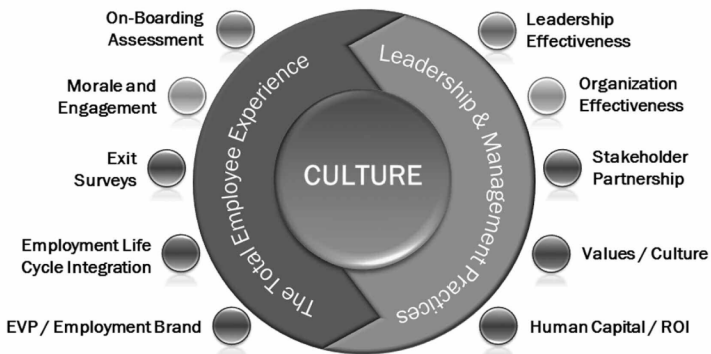 On-Boarding
Assessment
Morale and
Engagement
Exit
Surveys
Employment Life
Cycle Integration
EVP / Employment Brand
The Total Employee Experience
CULTURE
Leadership & Management Practices
Leadership
Effectiveness
Organization
Effectiveness
Stakeholder
Partnership
Values / Culture
Human Capital / ROI